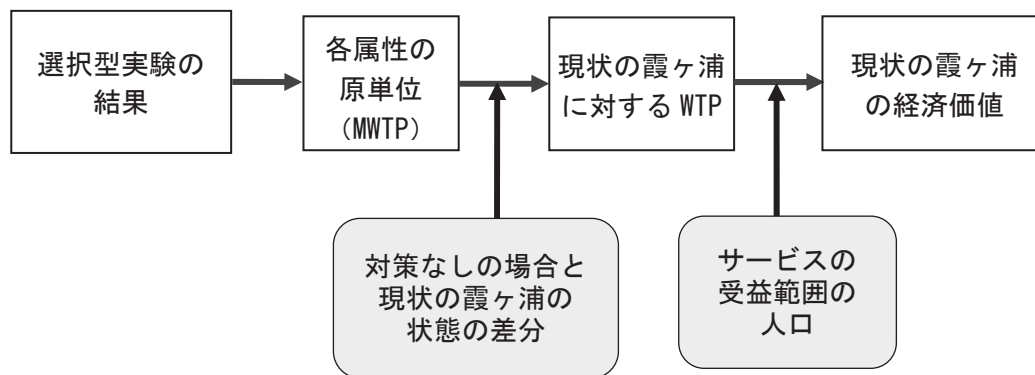 選択型実験の
結果
各属性の
原単位
(MWTP)
現状の霞ヶ浦
に対する WTP
現状の霞ヶ浦
の経済価値
対策なしの場合と
現状の霞ヶ浦の
状態の差分
サービスの
受益範囲の
人口